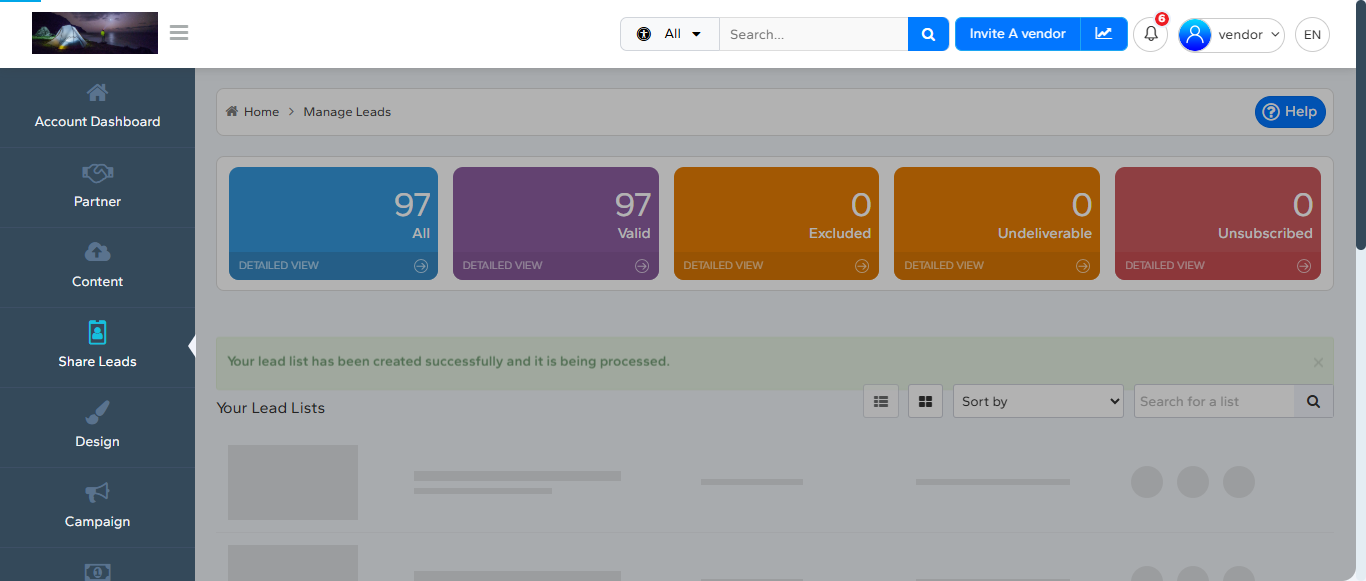 All
Search...
Invite A vendor
6
vendor
EN
Account Dashboard
Partner
Content
Share Leads
Design
Campaign
Home > Manage Leads
Help
97
All
DETAILED VIEW
97
Valid
DETAILED VIEW
0
Excluded
DETAILED VIEW
0
Undeliverable
DETAILED VIEW
0
Unsubscribed
DETAILED VIEW
Your lead list has been created successfully and it is being processed.
×
Your Lead Lists
Sort by
Search for a list